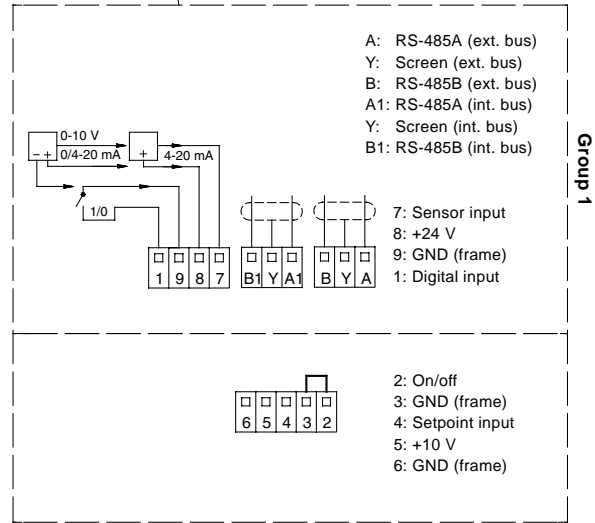 A: RS-485A (ext. bus)
Y: Screen (ext. bus)
B: RS-485B (ext. bus)
A1: RS-485A (int. bus)
Y: Screen (int. bus)
B1: RS-485B (int. bus)
Group 1
0-10 V
- +
0/4-20 mA
+
4-20 mA
1/0
7: Sensor input
8: +24 V
9: GND (frame)
1: Digital input
1 9 8 7
B1 Y A1
B Y A
2: On/off
3: GND (frame)
4: Setpoint input
5: +10 V
6: GND (frame)
6 5 4 3 2